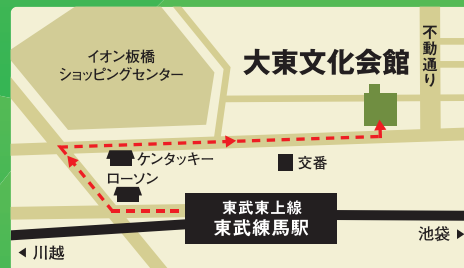 不動通り
イオン板橋
ショッピングセンター
大東文化会館
ケンタッキー
交番
ローソン
東武東上線
東武練馬駅
池袋
川越